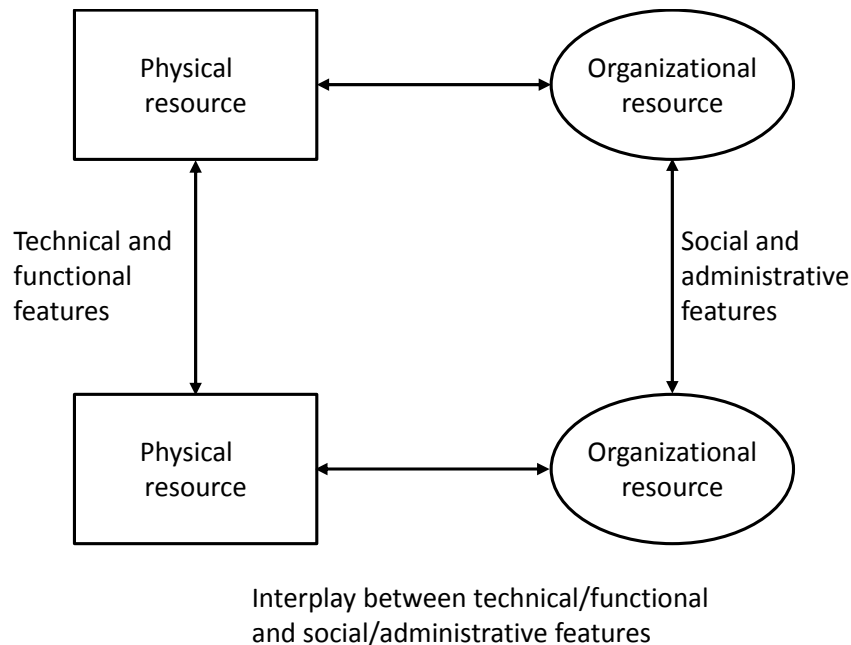 Physical
resource
Organizational
resource
Technical and
functional
features
Social and
administrative
features
Physical
resource
Organizational
resource
Interplay between technical/functional
and social/administrative features